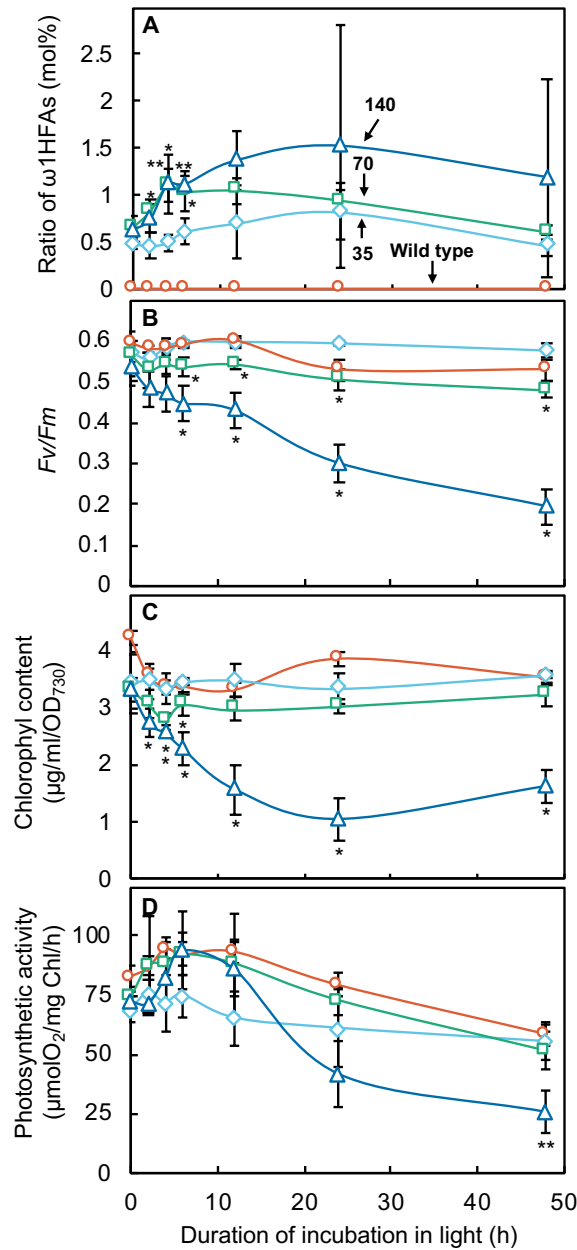 A
Ratio of ω1HFAs (mol%)
3
2.5
2
1.5
1
0.5
0
*
** *
**
*
*
140
70
35
Wild type
B
Fv/Fm
0.6
0.5
0.4
0.3
0.2
0.1
0
* * * *
* * * *
C
Chlorophyll content
(µg/ml/OD730)
4
3
2
1
0
* * * *
* * * *
D
Photosynthetic activity
(µmolO2/mg Chl/h)
100
75
50
25
0
**
0 10 20 30 40 50
Duration of incubation in light (h)